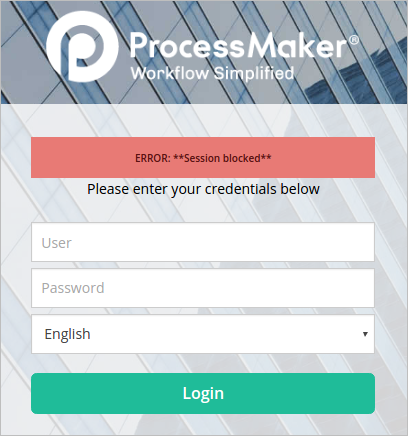 ProcessMaker®
Workflow Simplified
ERROR: **Session blocked**
Please enter your credentials below
User
Password
English
Login